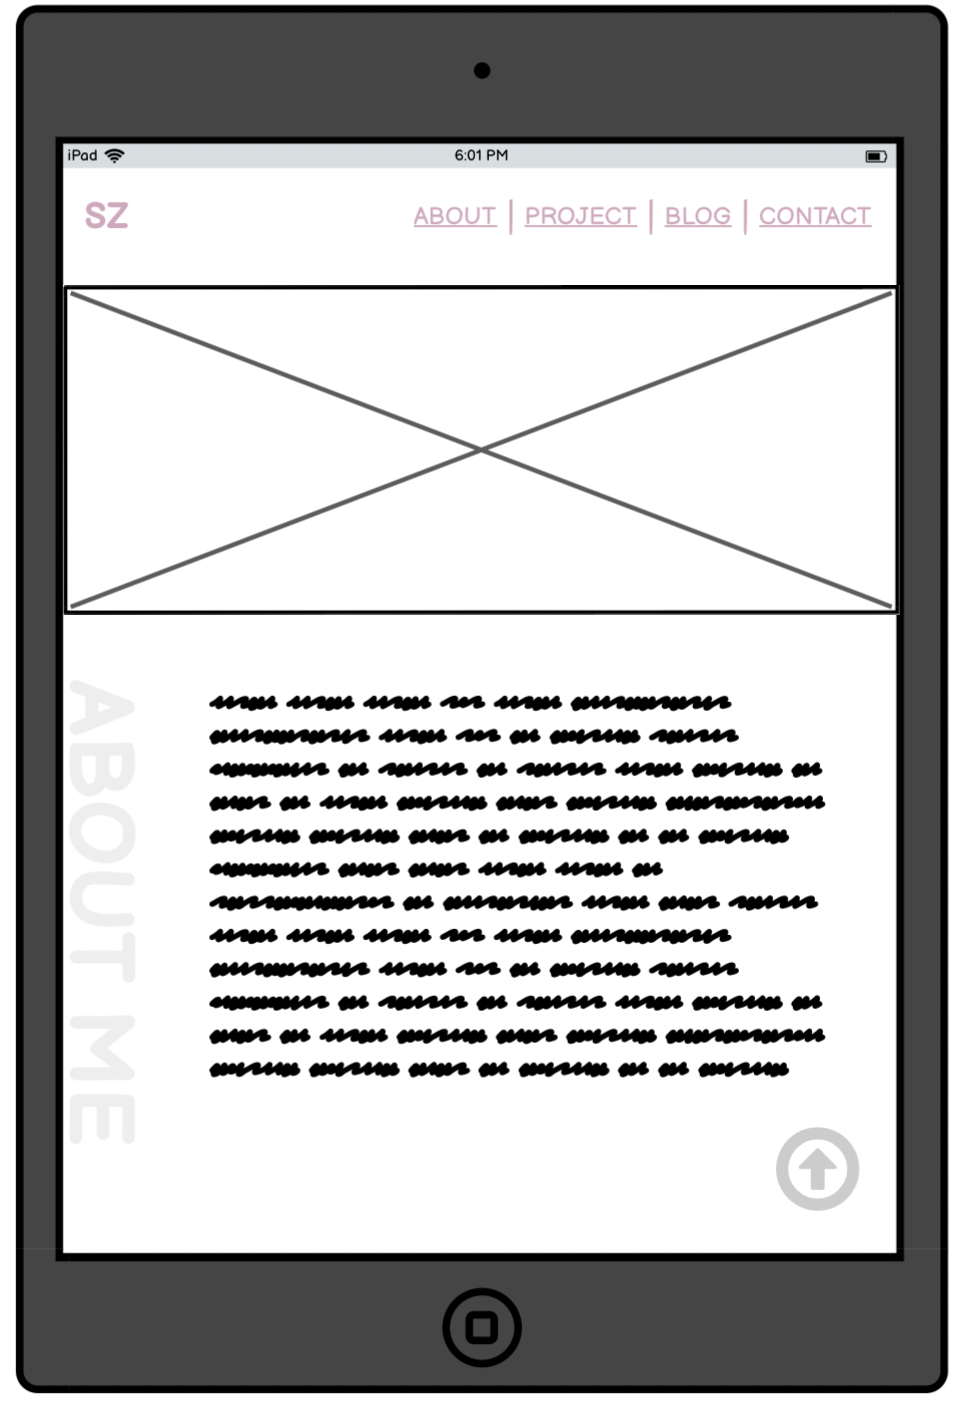 iPad 6:01 PM
SZ ABOUT | PROJECT | BLOG | CONTACT
ABOUT ME